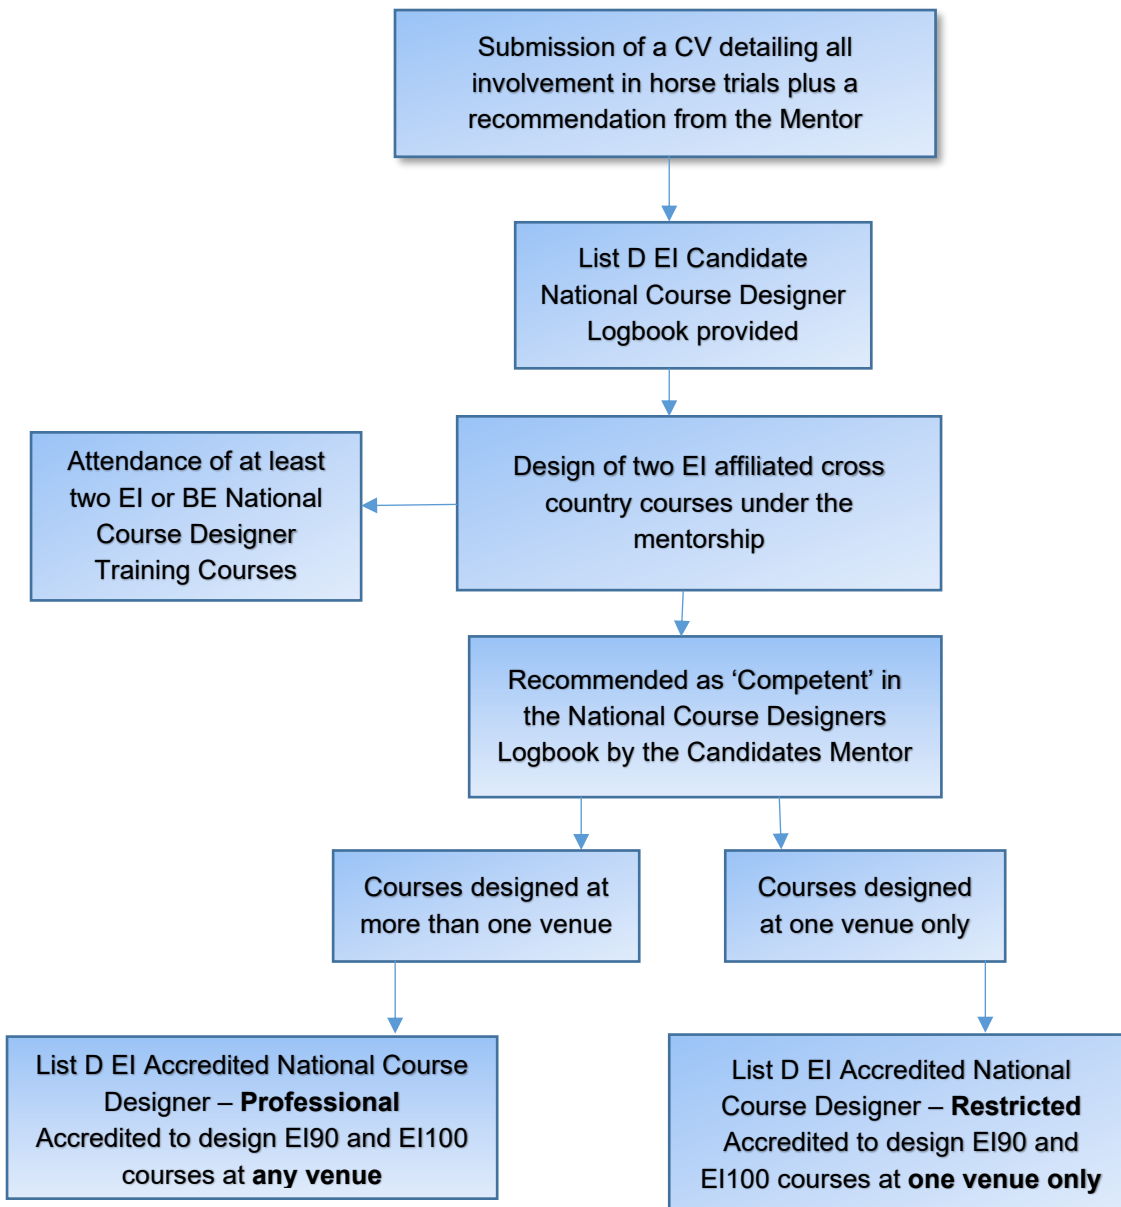 Submission of a CV detailing all
involvement in horse trials plus a
recommendation from the Mentor
List D EI Candidate
National Course Designer
Logbook provided
Attendance of at least
two EI or BE National
Course Designer
Training Courses
Design of two EI affiliated cross
country courses under the
mentorship
Recommended as ‘Competent’ in
the National Course Designers
Logbook by the Candidates Mentor
Courses designed at
more than one venue
Courses designed
at one venue only
List D EI Accredited National Course
Designer – Professional
Accredited to design EI90 and EI100
courses at any venue
List D EI Accredited National
Course Designer – Restricted
Accredited to design EI90 and
EI100 courses at one venue only